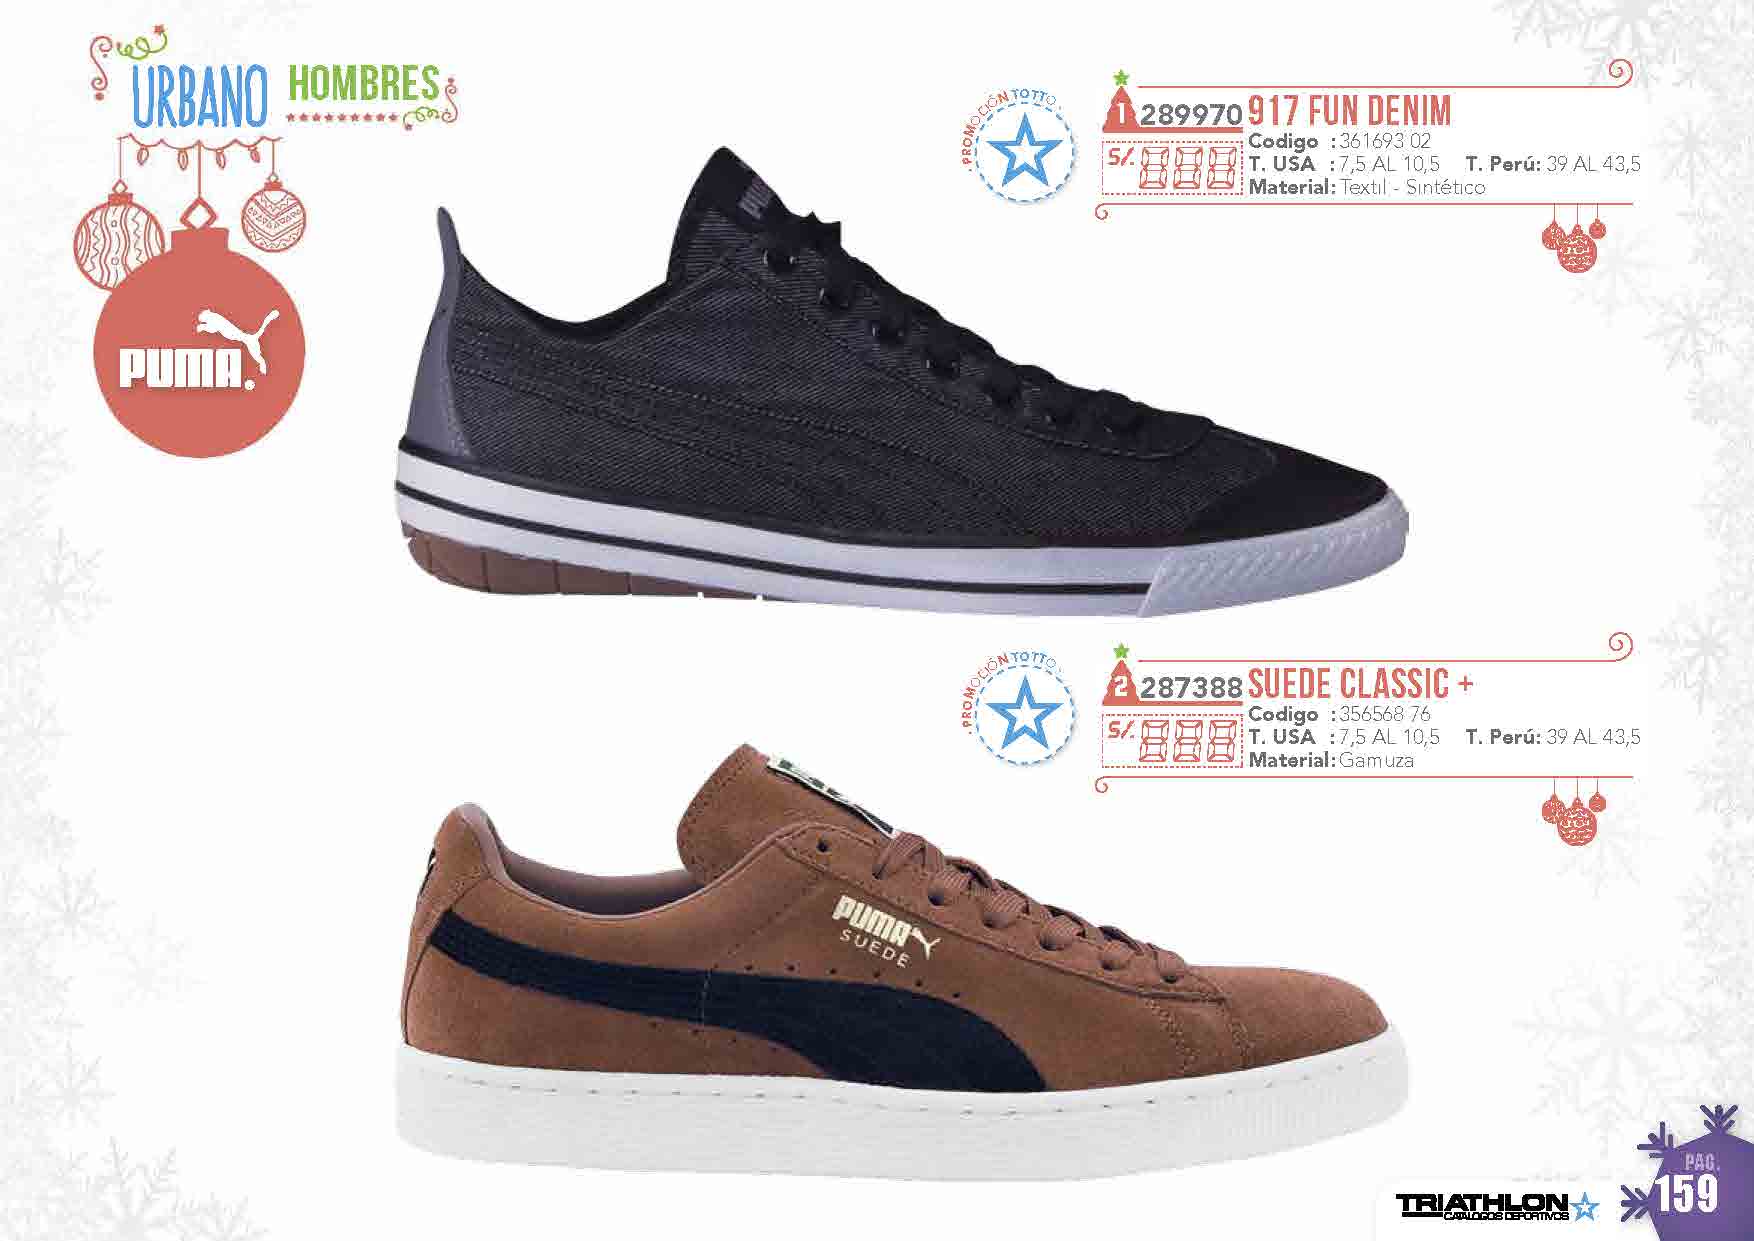 URBANO HOMBRES
PUMA.
PROMOCIÓN TOTTO
1 289970 917 FUN DENIM
Codigo : 361693 02
S/. T. USA : 7,5 AL 10,5 T. Perú: 39 AL 43,5
Material: Textil - Sintético
PROMOCIÓN TOTTO
2 287388 SUEDE CLASSIC +
Codigo : 356568 76
S/. T. USA : 7,5 AL 10,5 T. Perú: 39 AL 43,5
Material: Gamuza
PUMA
SUEDE
PAG.
159
TRIATHLON
CATALOGOS DEPORTIVOS